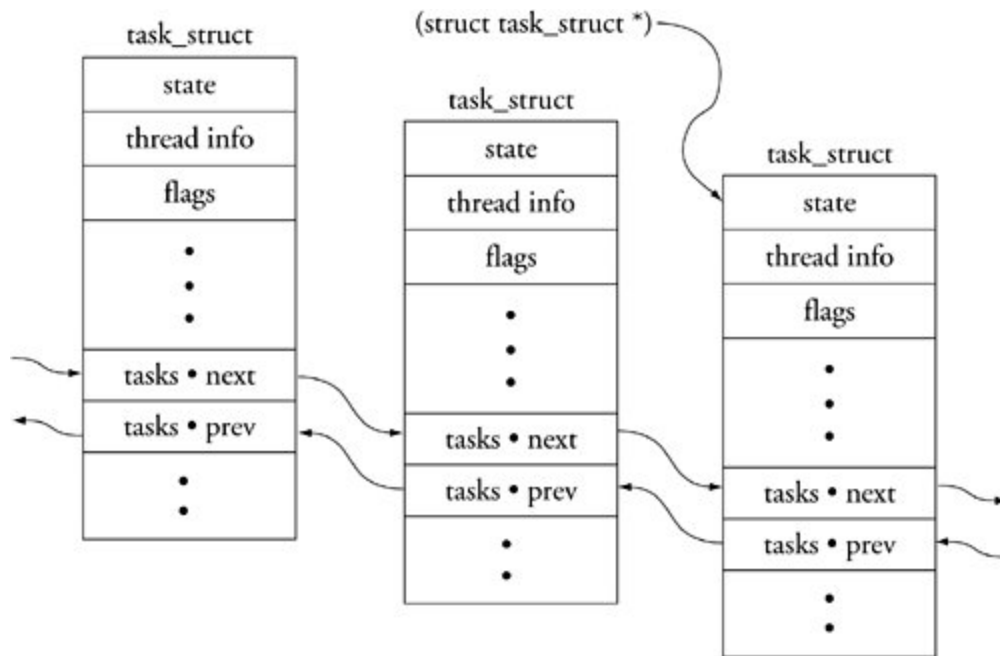 task_struct
state
thread info
flags
tasks • next
tasks • prev
task_struct
state
thread info
flags
tasks • next
tasks • prev
(struct task_struct *)
task_struct
state
thread info
flags
tasks • next
tasks • prev